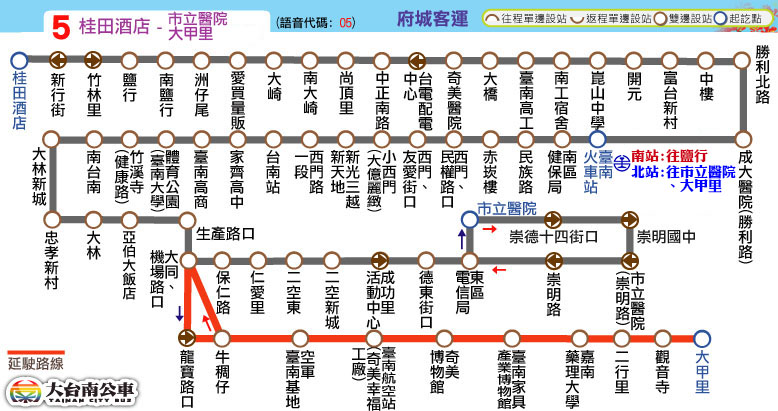 5 桂田酒店 - 市立醫院
大甲里
(語音代碼: 05)
府城客運
往程單邊設站 返程單邊設站 雙邊設站 起訖點
桂田酒店
新行街
竹林里
鹽行
南鹽行
洲仔尾
愛買量販
大崎
南大崎
尚頂里
中正南路
台電配電中心
奇美醫院
大橋
臺南高工
南工宿舍
崑山中學
開元
富台新村
中樓
勝利北路
成大醫院(勝利路)
臺南火車站
南站:往鹽行
北站:往市立醫院
、大甲里
南區健保局
民族路
赤崁樓
西門、民權路口
西門、友愛街口
小西門(大億麗緻)
新光三越新天地
西門路一段
台南站
家齊高中
臺南高商
體育公園(臺南大學)
竹溪寺(健康路)
南台南
大林新城
忠孝新村
大林
亞伯大飯店
生產路口
大同、機場路口
保仁路
仁愛里
二空東
二空新城
成功里活動中心
德東街口
東區電信局
市立醫院
崇德十四街口
崇明國中
市立醫院(崇明路)
崇明路
龍寶路口
牛稠仔
空軍臺南基地
臺南航空站(奇美幸福工廠)
奇美博物館
臺南家具產業博物館
嘉南藥理大學
二行里
觀音寺
大甲里
延駛路線
大台南公車
TAINAN CITY BUS